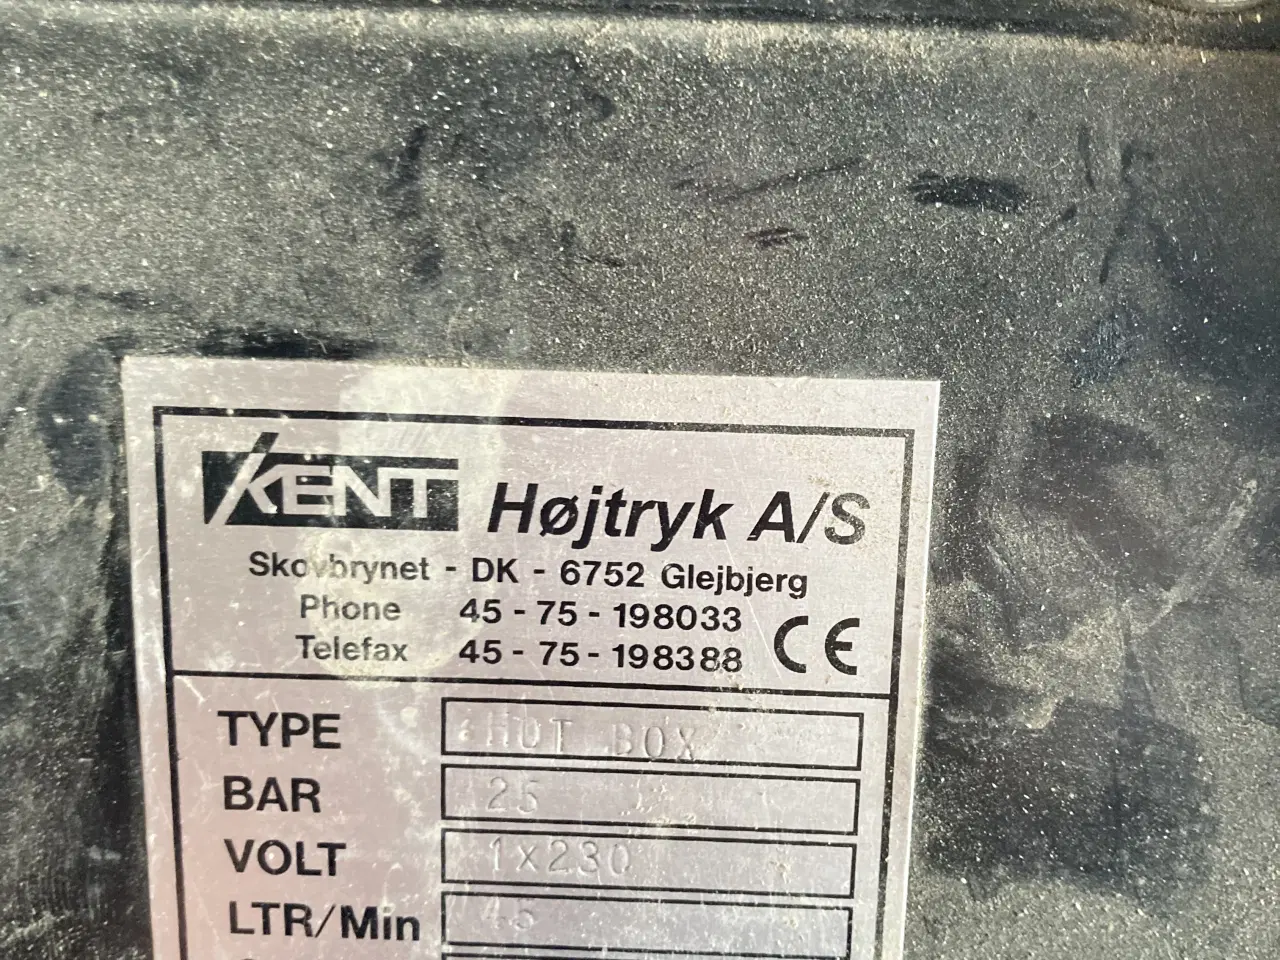 KENT Højtryk A/S
Skovbrynet - DK - 6752 Glejbjerg
Phone 45 - 75 - 198033
Telefax 45 - 75 - 198388 CE
TYPE HOT BOX
BAR 25
VOLT 1x230
LTR/Min 45